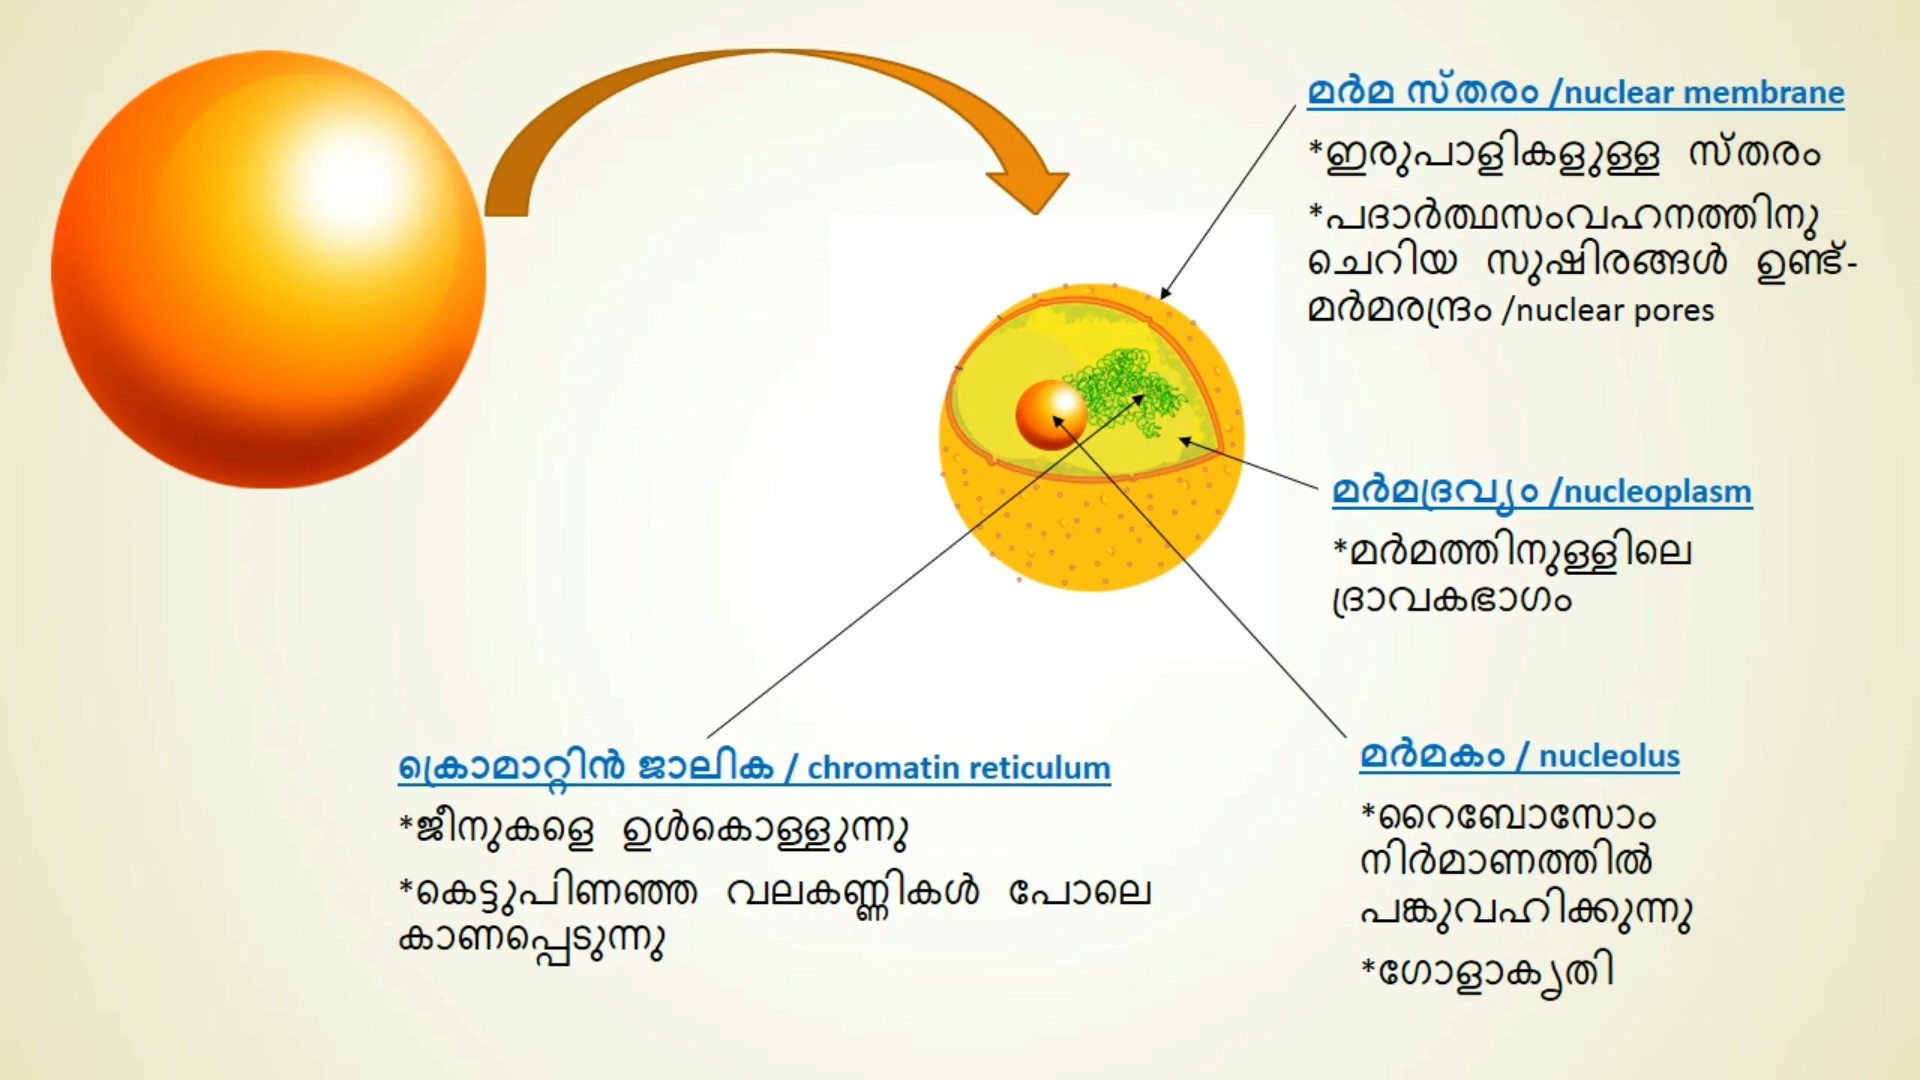 മർമ സ്തരം /nuclear membrane
*ഇരുപാളികളുള്ള സ്തരം
*പദാർത്ഥസംവഹനത്തിനു
ചെറിയ സുഷിരങ്ങൾ ഉണ്ട്-
മർമരന്ധ്രം /nuclear pores
മർമദ്രവ്യം /nucleoplasm
*മർമത്തിനുള്ളിലെ
ദ്രാവകഭാഗം
ക്രൊമാറ്റിൻ ജാലിക / chromatin reticulum
*ജീനുകളെ ഉൾകൊള്ളുന്നു
*കെട്ടുപിണഞ്ഞ വലകണ്ണികൾ പോലെ
കാണപ്പെടുന്നു
മർമകം / nucleolus
*റൈബോസോം
നിർമാണത്തിൽ
പങ്കുവഹിക്കുന്നു
*ഗോളാകൃതി